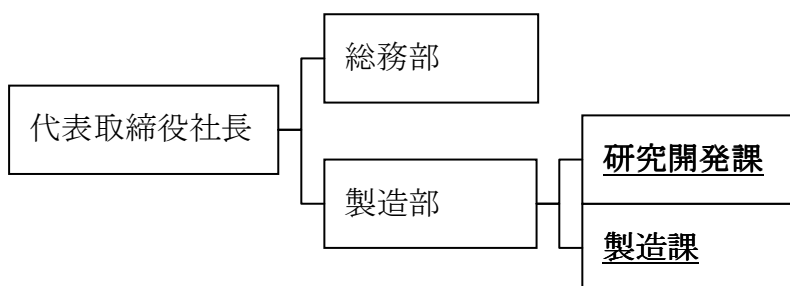 総務部
代表取締役社長
研究開発課
製造部
製造課